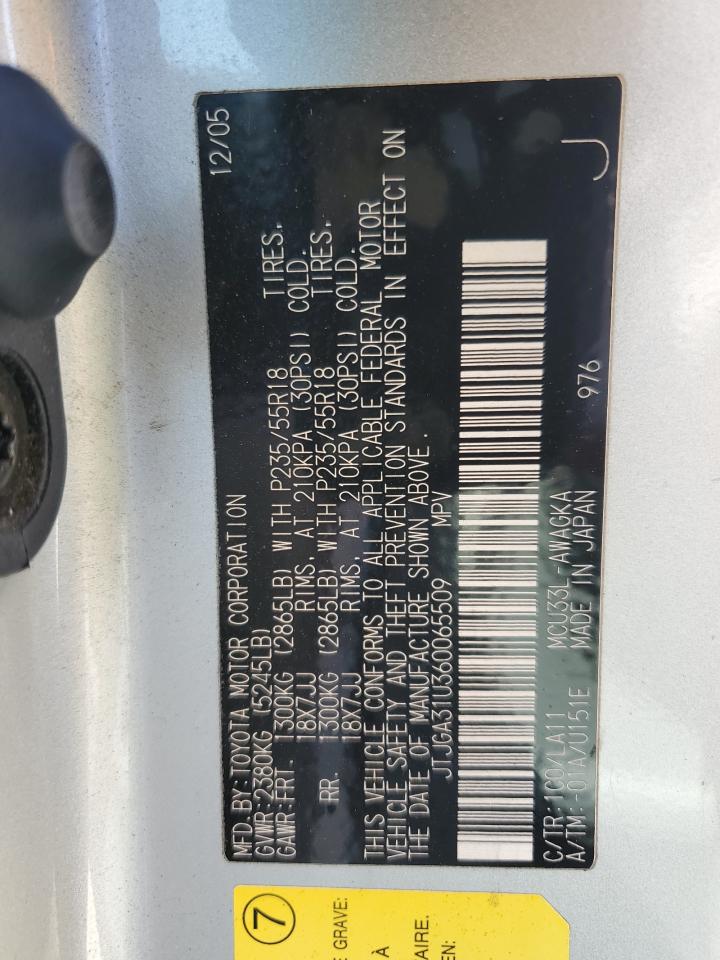 12/05
MFD. BY: TOYOTA MOTOR CORPORATION
GVWR: 2380KG (5245LB)
GAWR: FRT. 1300KG (2865LB) WITH P235/55R18 TIRES,
18X7JJ RIMS, AT 210KPA (30PSI) COLD.
RR. 1300KG (2865LB) WITH P235/55R18 TIRES,
18X7JJ RIMS, AT 210KPA (30PSI) COLD.
THIS VEHICLE CONFORMS TO ALL APPLICABLE FEDERAL MOTOR
VEHICLE SAFETY AND THEFT PREVENTION STANDARDS IN EFFECT ON
THE DATE OF MANUFACTURE SHOWN ABOVE.
JTJGA31U360065509 MPV
C/TR: 1C0/LA11 MCU33L-AWAGKA
A/TM: -01A/U151E MADE IN JAPAN
976
J
7
GRAVE:
À
AIRE.
EN: